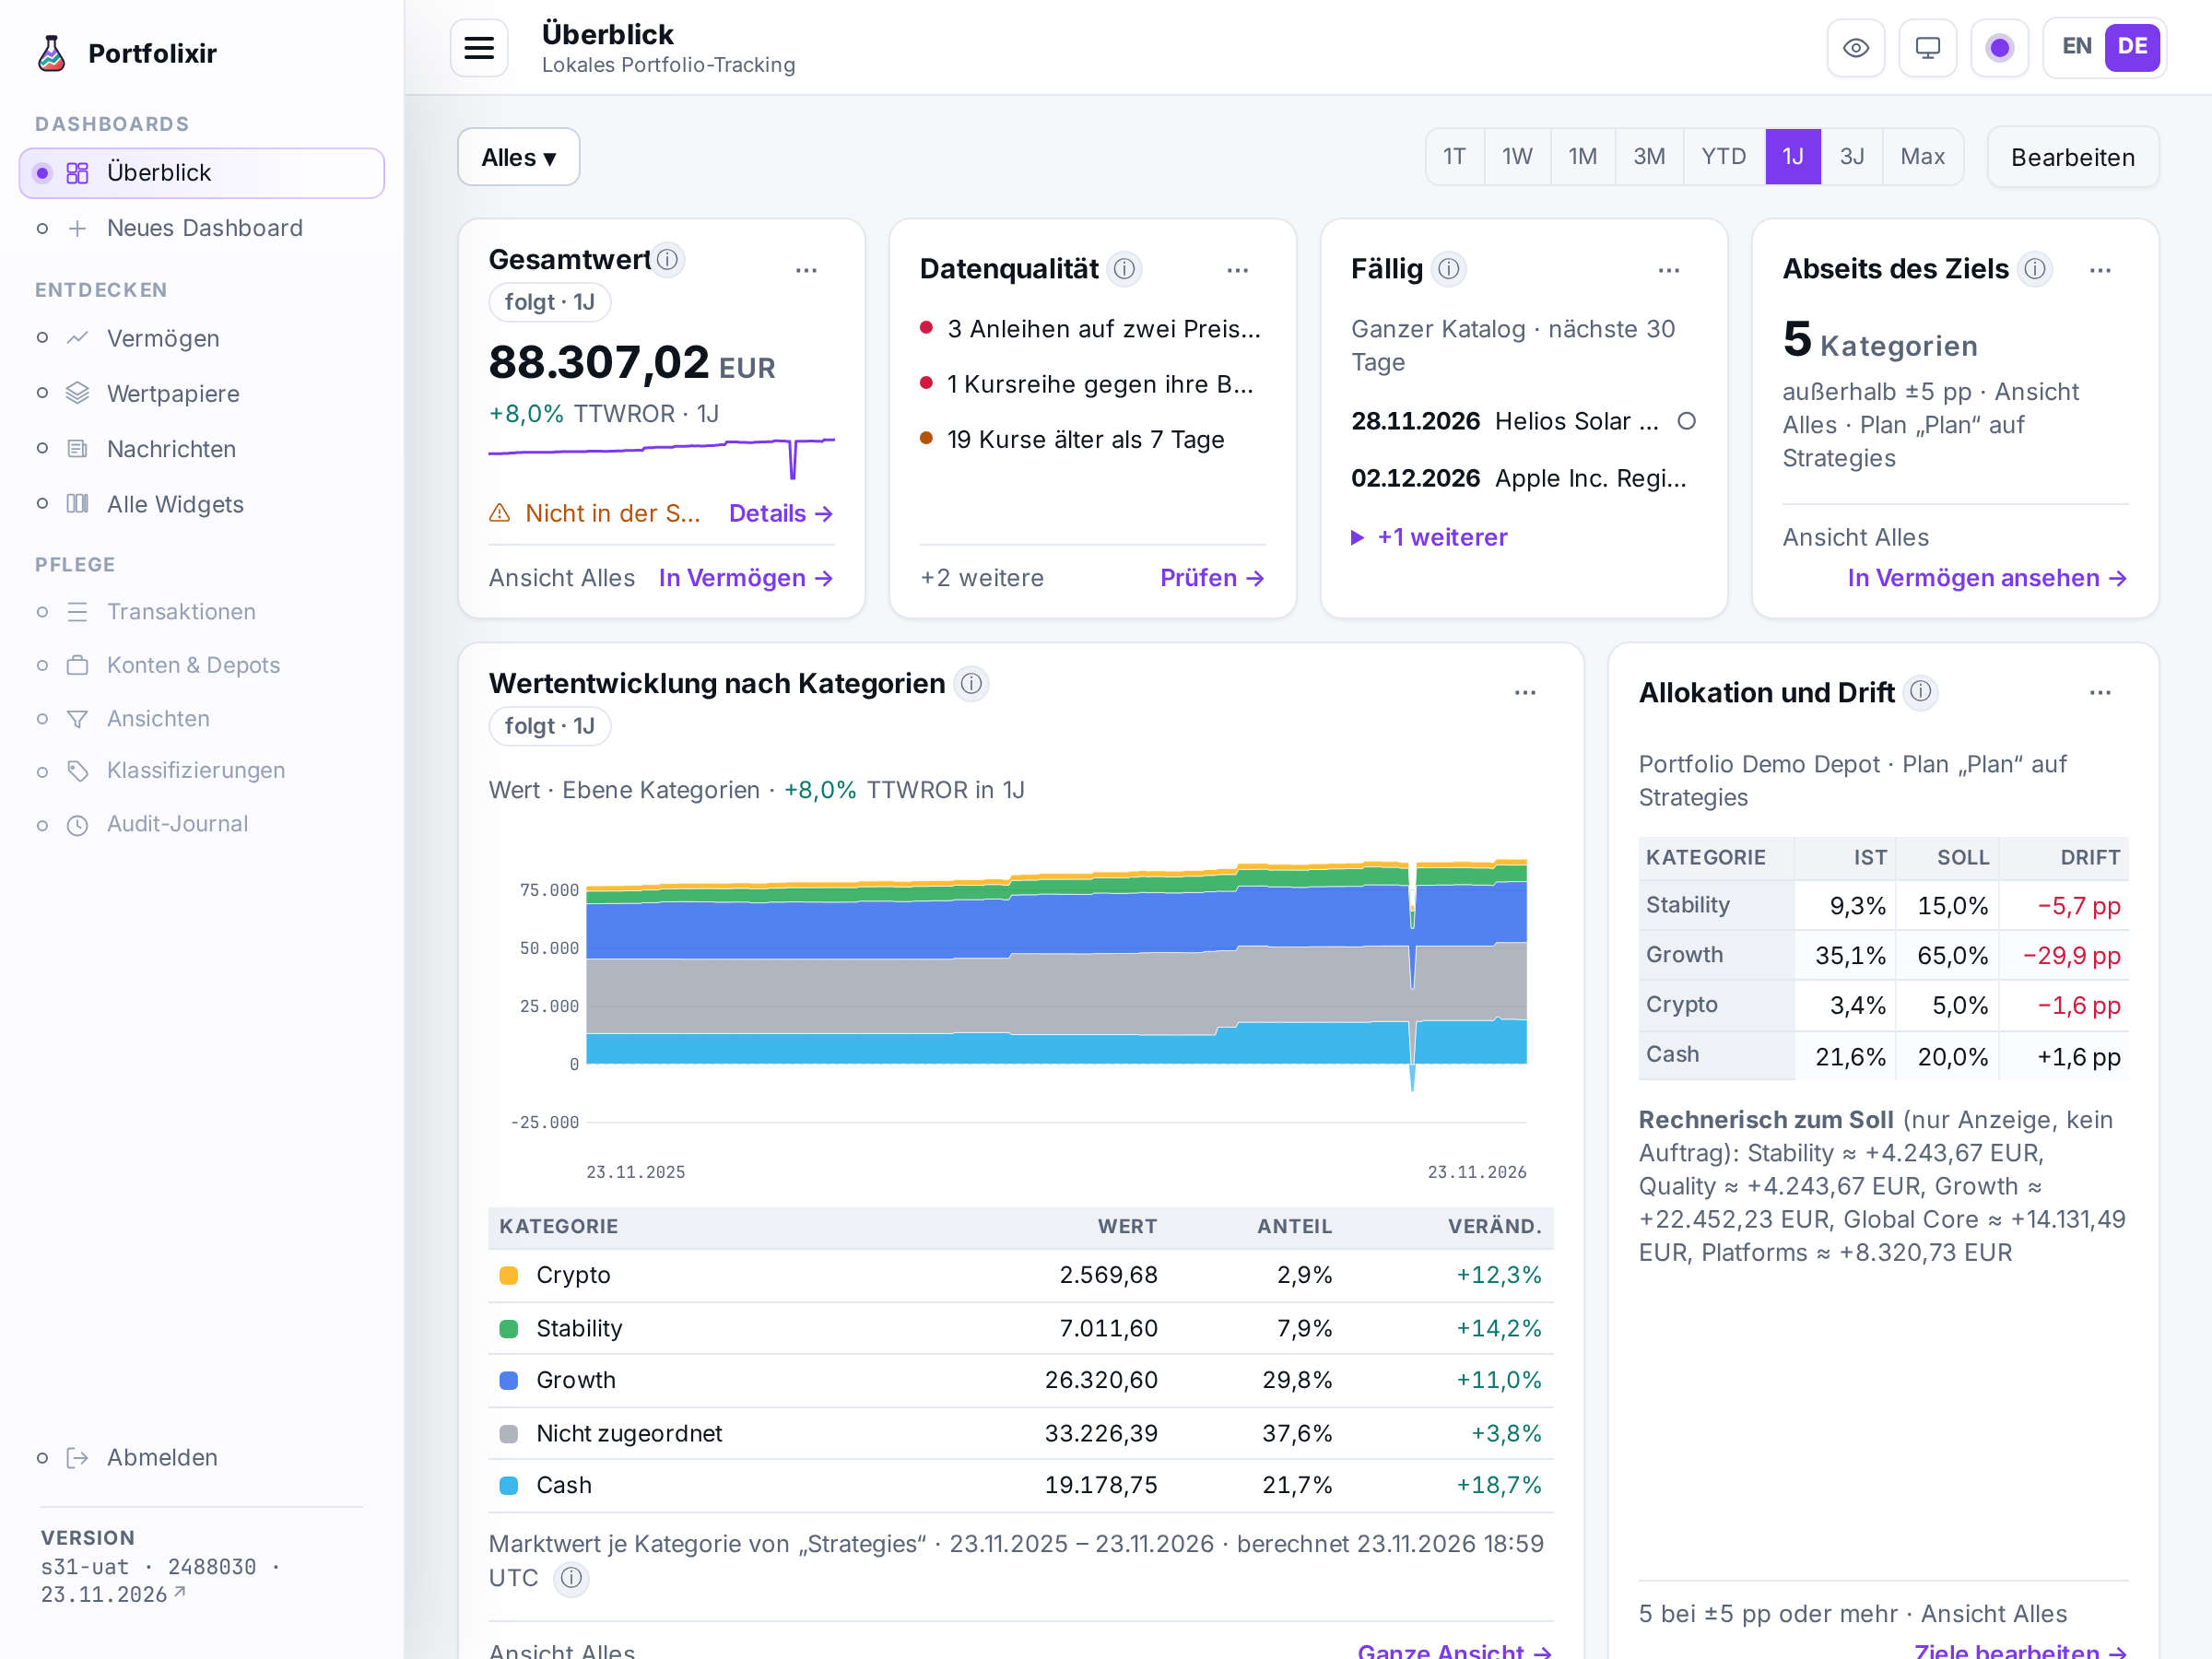 Portfolixir
DASHBOARDS
Überblick
Neues Dashboard
ENTDECKEN
Vermögen
Wertpapiere
Nachrichten
Alle Widgets
PFLEGE
Transaktionen
Konten & Depots
Ansichten
Klassifizierungen
Audit-Journal
Abmelden
VERSION
s31-uat · 2488030 ·
23.11.2026↗
Überblick
Lokales Portfolio-Tracking
EN DE
Alles ▾
1T 1W 1M 3M YTD 1J 3J Max
Bearbeiten
Gesamtwert ⓘ ...
folgt · 1J
88.307,02 EUR
+8,0% TTWROR · 1J
⚠ Nicht in der S... Details →
Ansicht Alles In Vermögen →
Datenqualität ⓘ ...
3 Anleihen auf zwei Preis...
1 Kursreihe gegen ihre B...
19 Kurse älter als 7 Tage
+2 weitere Prüfen →
Fällig ⓘ ...
Ganzer Katalog · nächste 30
Tage
28.11.2026 Helios Solar ...
02.12.2026 Apple Inc. Regi...
▶ +1 weiterer
Abseits des Ziels ⓘ ...
5 Kategorien
außerhalb ±5 pp · Ansicht
Alles · Plan „Plan“ auf
Strategies
Ansicht Alles
In Vermögen ansehen →
Wertentwicklung nach Kategorien ⓘ ...
folgt · 1J
Wert · Ebene Kategorien · +8,0% TTWROR in 1J
75.000
50.000
25.000
0
-25.000
23.11.2025 23.11.2026
KATEGORIE WERT ANTEIL VERÄND.
Crypto 2.569,68 2,9% +12,3%
Stability 7.011,60 7,9% +14,2%
Growth 26.320,60 29,8% +11,0%
Nicht zugeordnet 33.226,39 37,6% +3,8%
Cash 19.178,75 21,7% +18,7%
Marktwert je Kategorie von „Strategies“ · 23.11.2025 – 23.11.2026 · berechnet 23.11.2026 18:59
UTC ⓘ
Ansicht Alles Ganze Ansicht →
Allokation und Drift ⓘ ...
Portfolio Demo Depot · Plan „Plan“ auf
Strategies
KATEGORIE IST SOLL DRIFT
Stability 9,3% 15,0% −5,7 pp
Growth 35,1% 65,0% −29,9 pp
Crypto 3,4% 5,0% −1,6 pp
Cash 21,6% 20,0% +1,6 pp
Rechnerisch zum Soll (nur Anzeige, kein
Auftrag): Stability ≈ +4.243,67 EUR,
Quality ≈ +4.243,67 EUR, Growth ≈
+22.452,23 EUR, Global Core ≈ +14.131,49
EUR, Platforms ≈ +8.320,73 EUR
5 bei ±5 pp oder mehr · Ansicht Alles
Ziele bearbeiten →